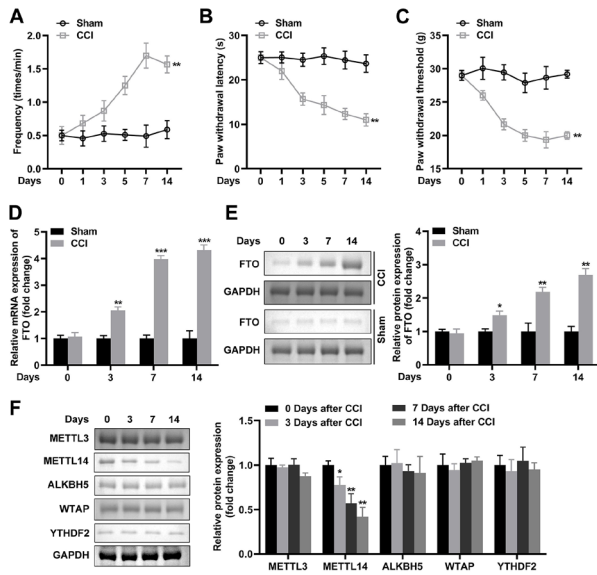 A
Sham
CCI
Frequency (times/min)
2.0
1.5
1.0
0.5
0.0
**
Days 0 1 3 5 7 14
B
Sham
CCI
Paw withdrawal latency (s)
40
30
20
10
0
**
Days 0 1 3 5 7 14
C
Sham
CCI
Paw withdrawal threshold (g)
35
30
25
20
15
**
Days 0 1 3 5 7 14
D
Sham
CCI
Relative mRNA expression of
FTO (fold change)
5
4
3
2
1
0
** *** ***
Days 0 3 7 14
E
Days 0 3 7 14
FTO
GAPDH
CCI
FTO
GAPDH
Sham
Sham
CCI
Relative protein expression
of FTO (fold change)
4
3
2
1
0
* ** **
Days 0 3 7 14
F
Days 0 3 7 14
METTL3
METTL14
ALKBH5
WTAP
YTHDF2
GAPDH
0 Days after CCI
3 Days after CCI
7 Days after CCI
14 Days after CCI
Relative protein expression
(fold change)
1.5
1.0
0.5
0.0
* ** **
METTL3 METTL14 ALKBH5 WTAP YTHDF2